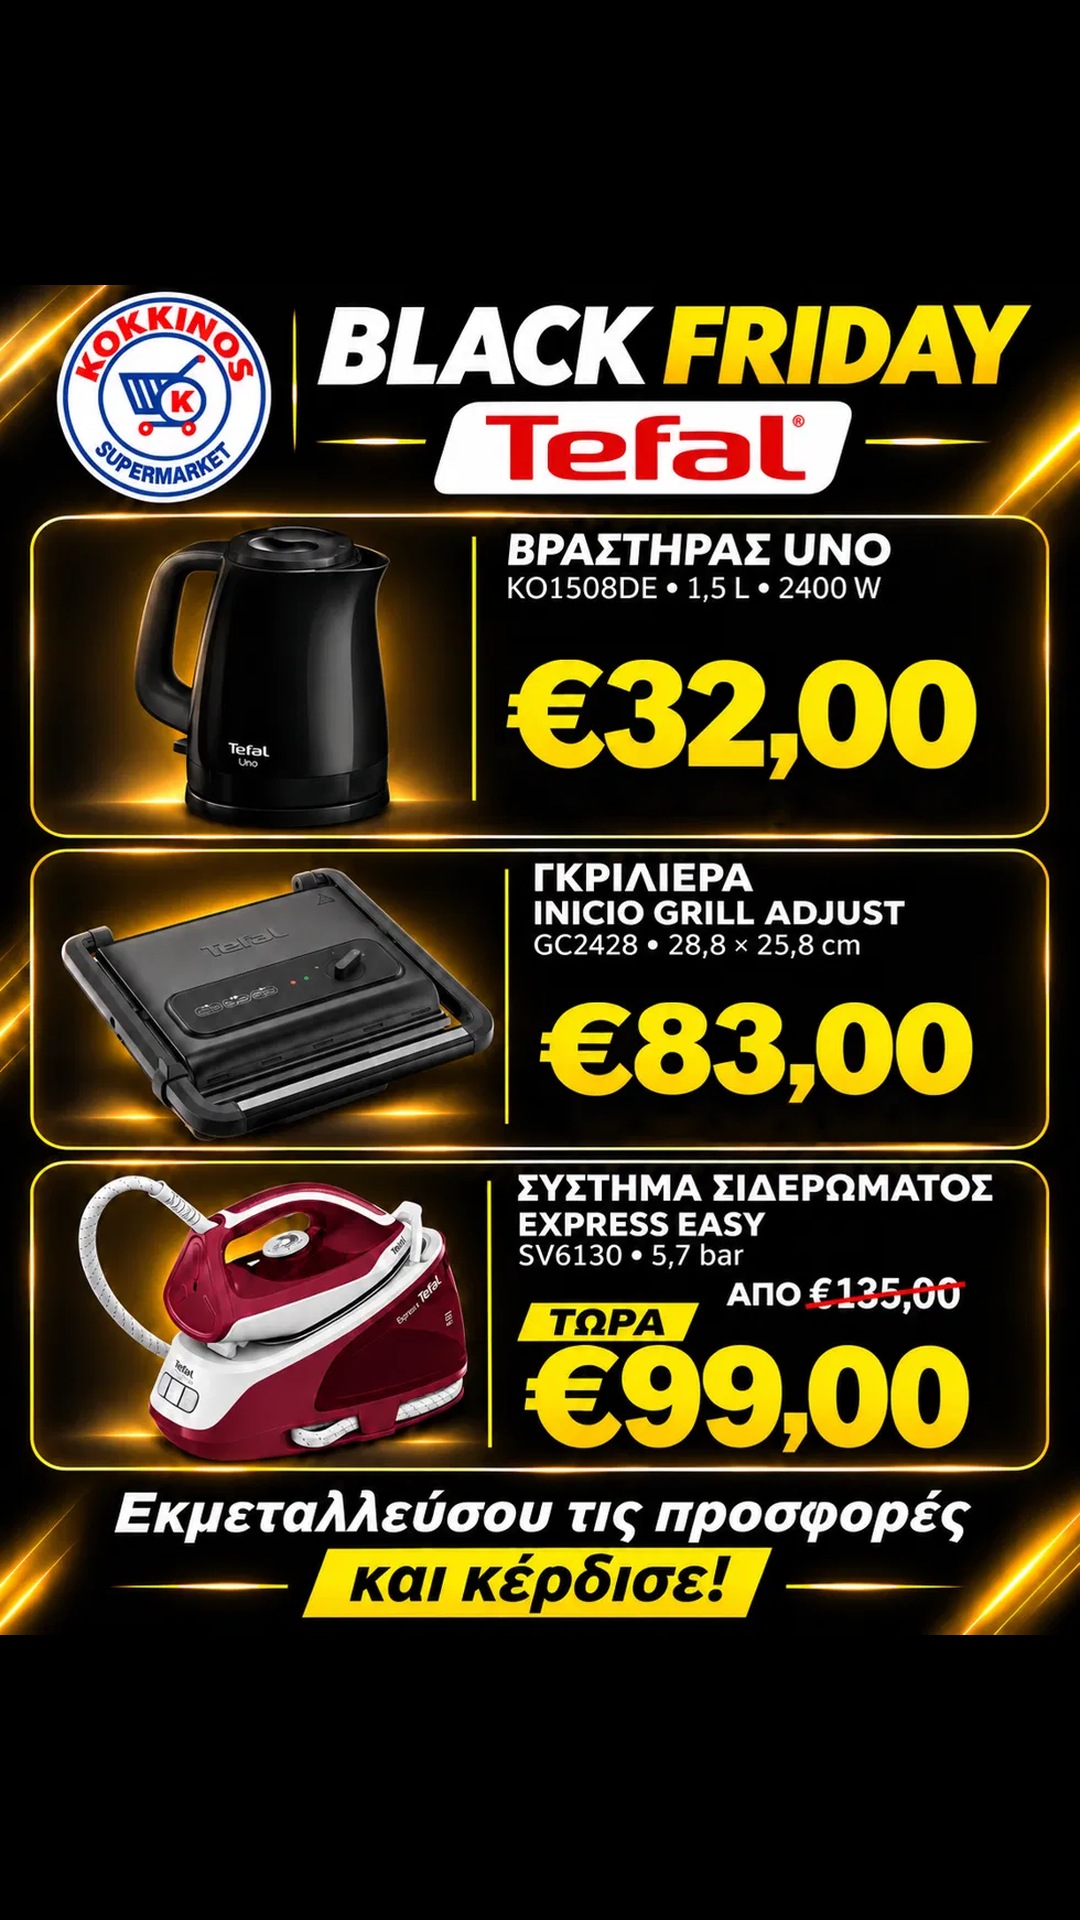 KOKKINOS
SUPERMARKET
BLACK FRIDAY
Tefal®
ΒΡΑΣΤΗΡΑΣ UNO
KO1508DE • 1,5 L • 2400 W
€32,00
Tefal
Uno
ΓΚΡΙΛΙΕΡΑ
INICIO GRILL ADJUST
GC2428 • 28,8 × 25,8 cm
€83,00
Tefal
ΣΥΣΤΗΜΑ ΣΙΔΕΡΩΜΑΤΟΣ
EXPRESS EASY
SV6130 • 5,7 bar
ΑΠΟ €135,00
ΤΩΡΑ
€99,00
Tefal
Express Tefal
Tefal
Εκμεταλλεύσου τις προσφορές
και κέρδισε!